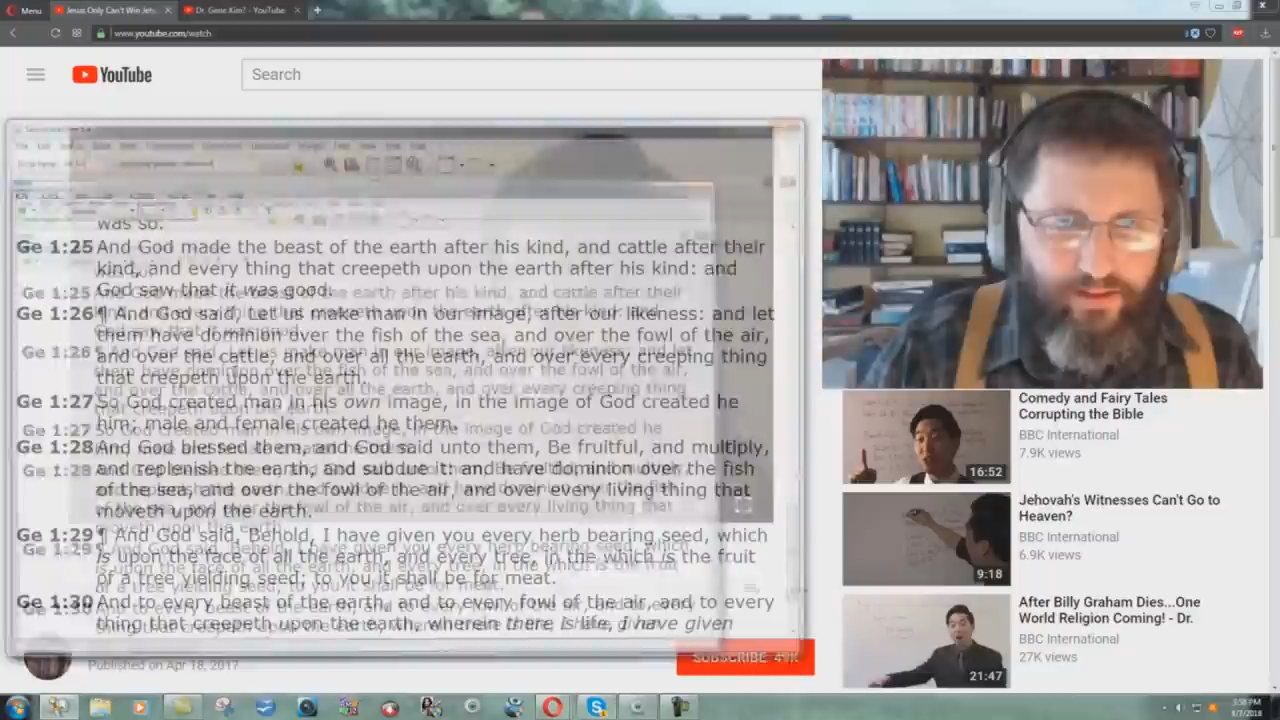 Menu
Jesus Only Can't Win Jeh
Dr. Gene Kim? - YouTube
www.youtube.com/watch
YouTube
Search
was so.
Ge 1:25 And God made the beast of the earth after his kind, and cattle after their
kind, and every thing that creepeth upon the earth after his kind: and
God saw that it was good.
Ge 1:26 ¶ And God said, Let us make man in our image, after our likeness: and let
them have dominion over the fish of the sea, and over the fowl of the air,
and over the cattle, and over all the earth, and over every creeping thing
that creepeth upon the earth.
Ge 1:27 So God created man in his own image, in the image of God created he
him; male and female created he them.
Ge 1:28 And God blessed them, and God said unto them, Be fruitful, and multiply,
and replenish the earth, and subdue it: and have dominion over the fish
of the sea, and over the fowl of the air, and over every living thing that
moveth upon the earth.
Ge 1:29 ¶ And God said, Behold, I have given you every herb bearing seed, which
is upon the face of all the earth, and every tree, in the which is the fruit
of a tree yielding seed; to you it shall be for meat.
Ge 1:30 And to every beast of the earth, and to every fowl of the air, and to every
thing that creepeth upon the earth, wherein there is life, I have given
Published on Apr 18, 2017
SUBSCRIBE 49K
Comedy and Fairy Tales
Corrupting the Bible
BBC International
7.9K views
16:52
Jehovah's Witnesses Can't Go to
Heaven?
BBC International
6.9K views
9:18
After Billy Graham Dies...One
World Religion Coming! - Dr.
BBC International
27K views
21:47
3:58 PM